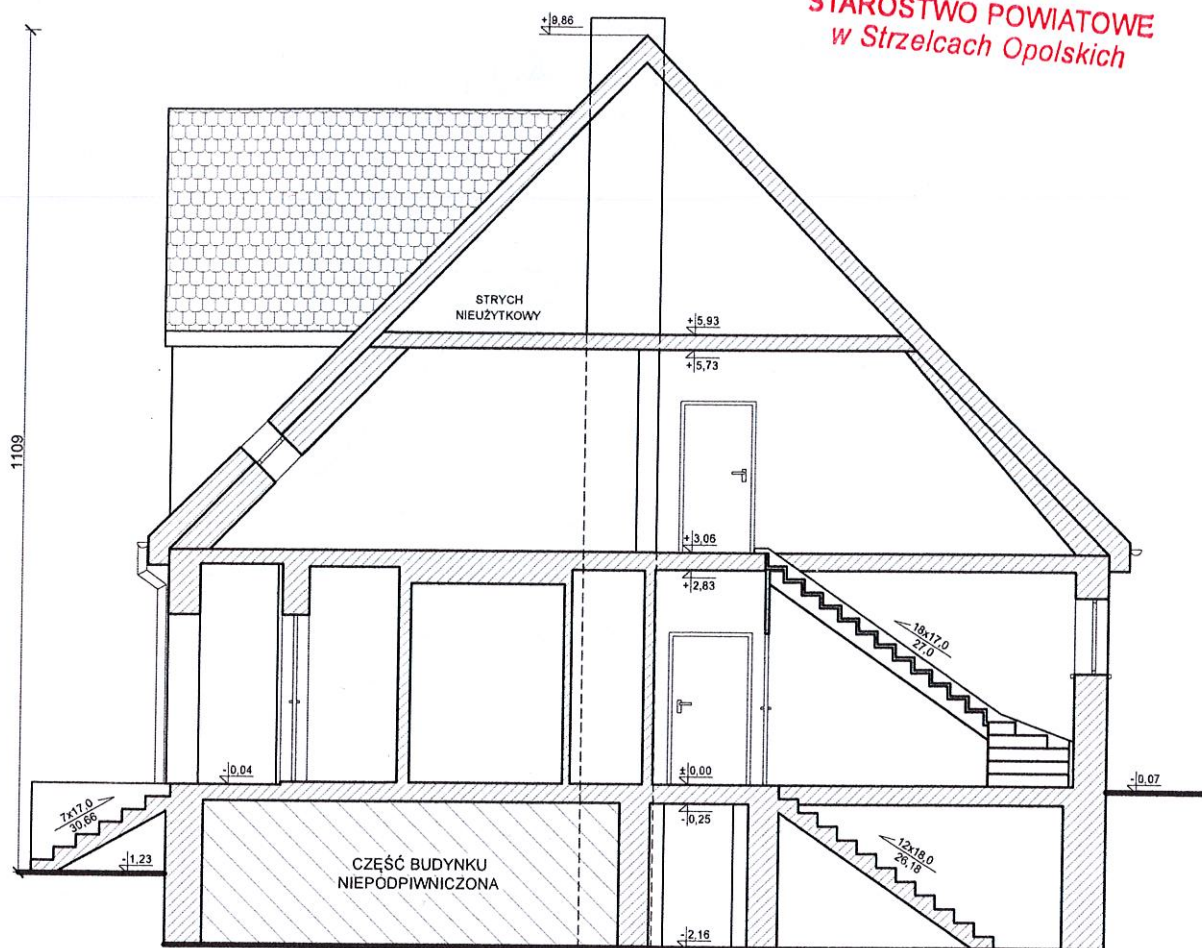 STAROSTWO POWIATOWE
w Strzelcach Opolskich
+9,86
STRYCH
NIEUŻYTKOWY
+5,93
+5,73
1109
+3,06
+2,83
18x17,0
27,0
-0,04
±0,00
-0,07
7x17,0
30,66
-0,25
-1,23
CZĘŚĆ BUDYNKU
NIEPODPIWNICZONA
12x18,0
26,18
-2,16